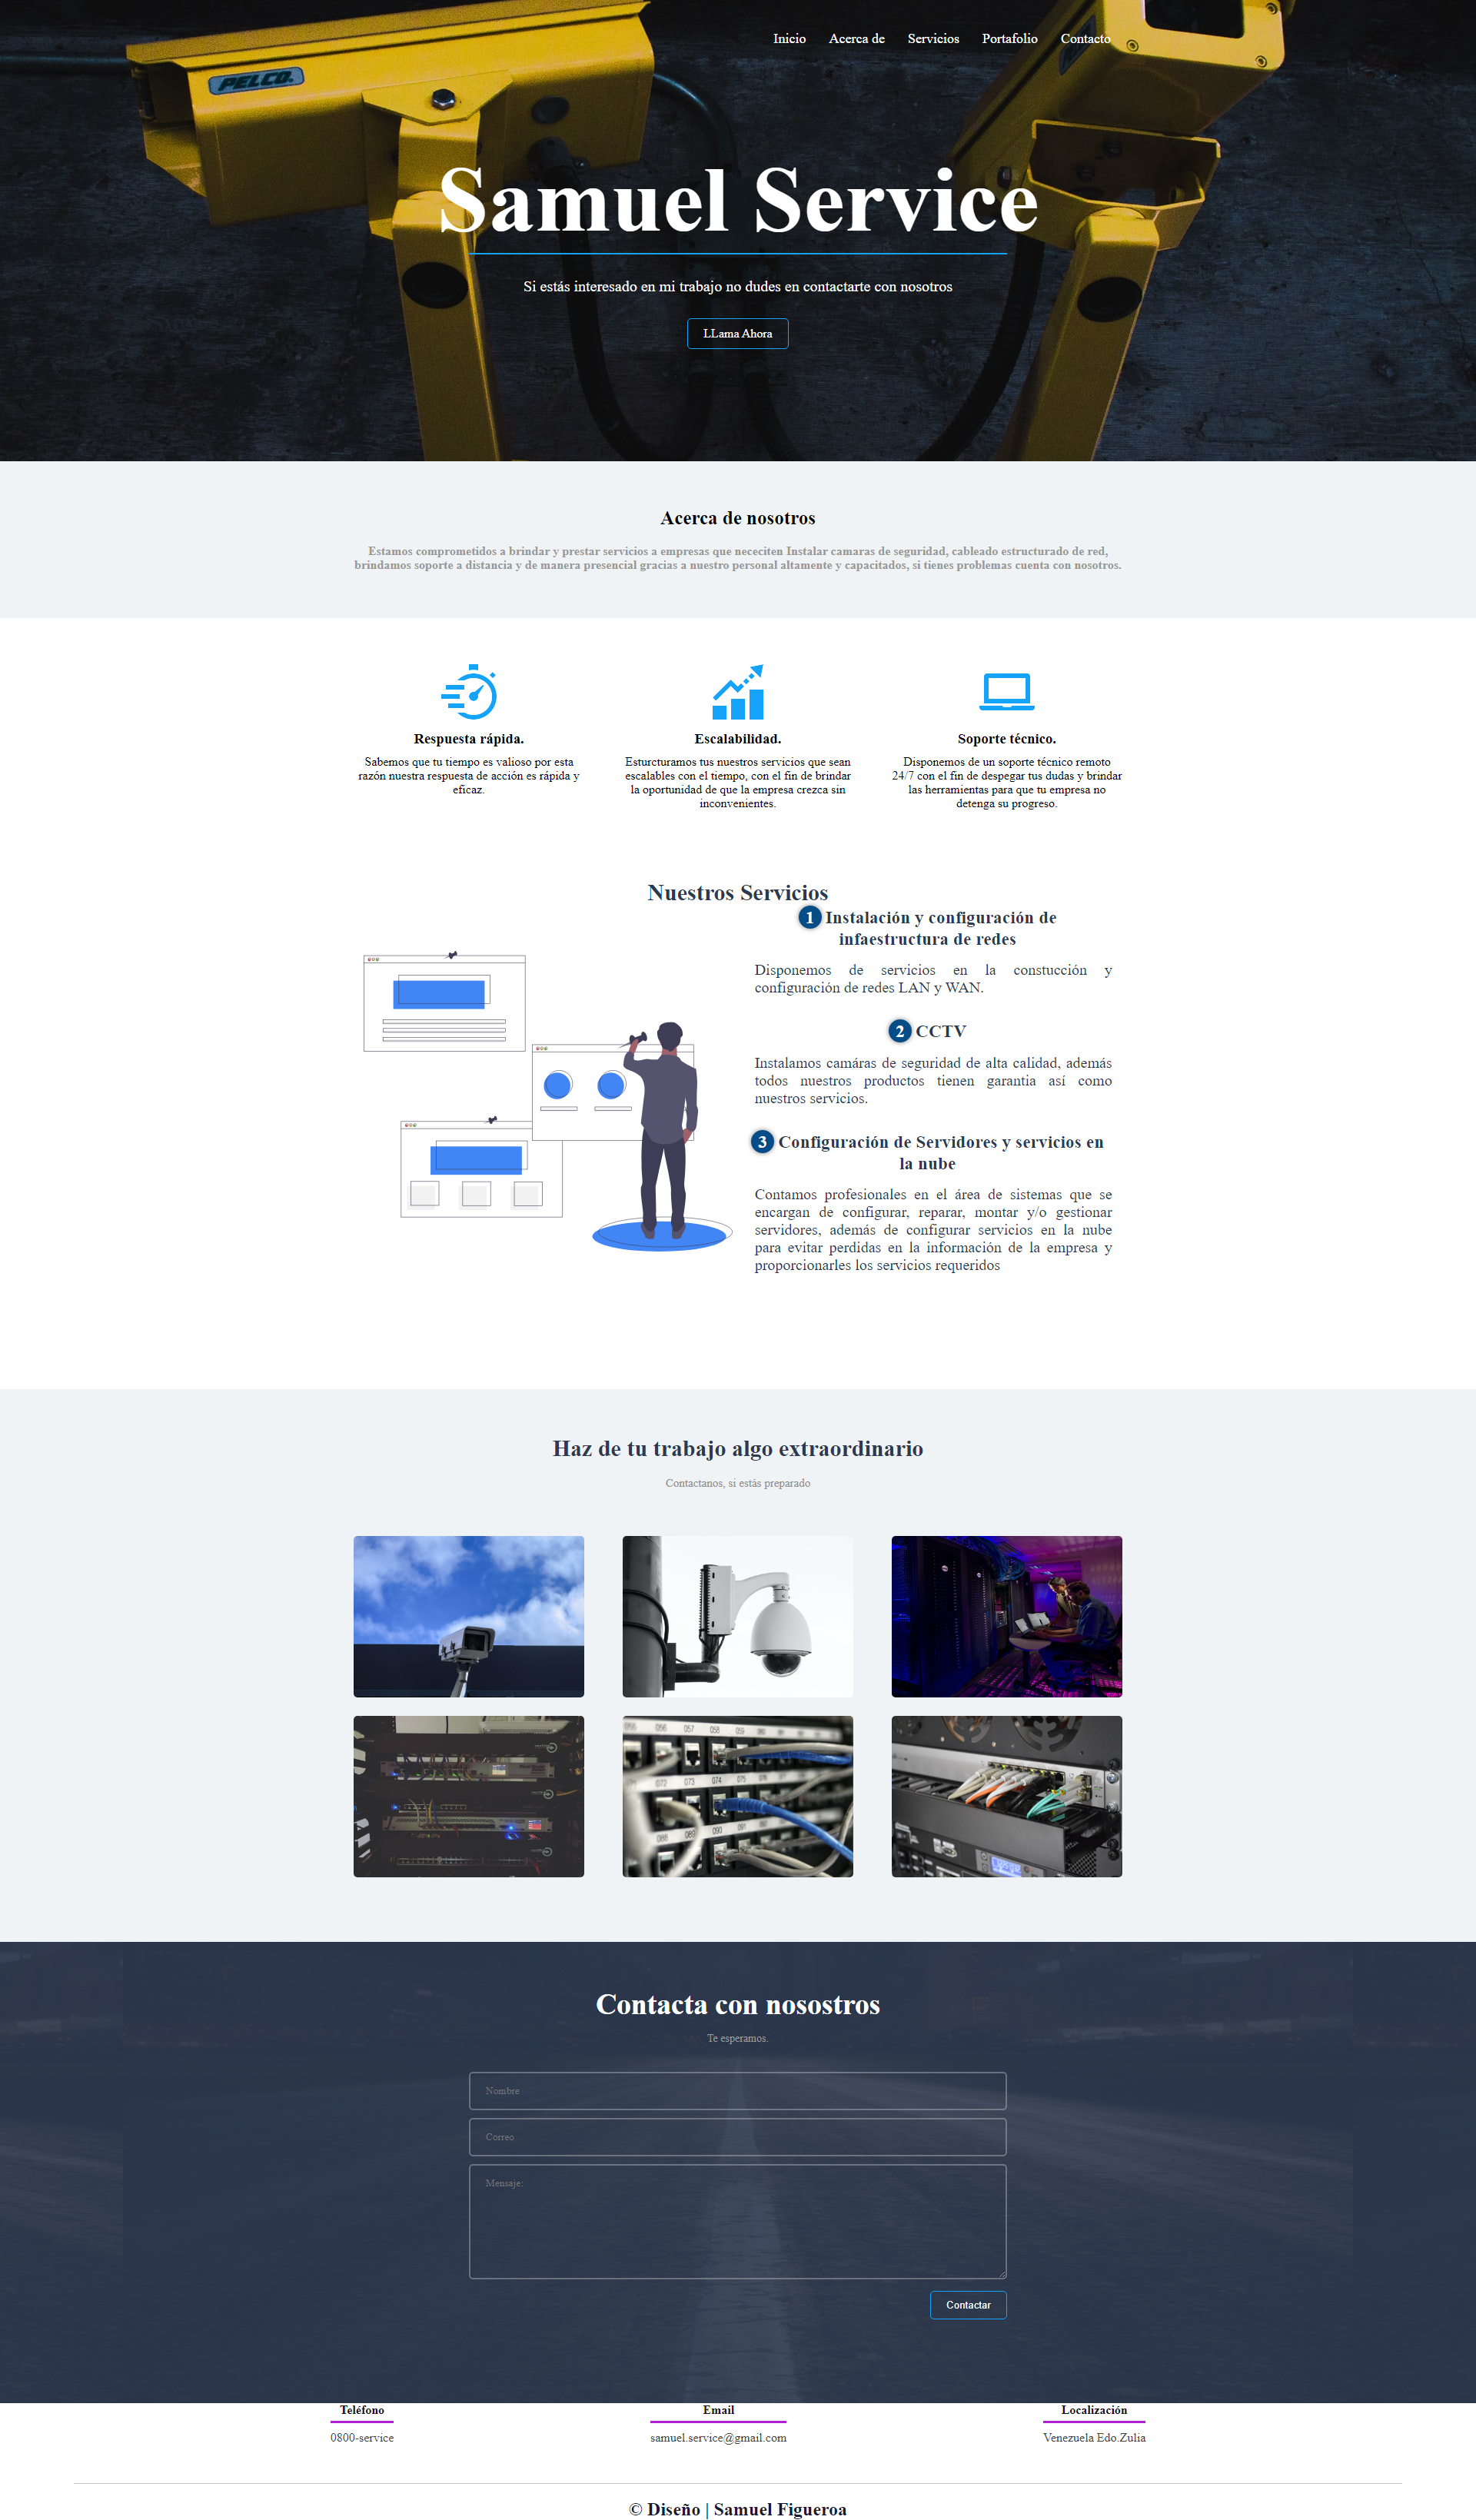 Inicio Acerca de Servicios Portafolio Contacto
PELCO.
Samuel Service
Si estás interesado en mi trabajo no dudes en contactarte con nosotros
LLama Ahora
Acerca de nosotros
Estamos comprometidos a brindar y prestar servicios a empresas que nececiten Instalar camaras de seguridad, cableado estructurado de red,
brindamos soporte a distancia y de manera presencial gracias a nuestro personal altamente y capacitados, si tienes problemas cuenta con nosotros.
Respuesta rápida.
Sabemos que tu tiempo es valioso por esta
razón nuestra respuesta de acción es rápida y
eficaz.
Escalabilidad.
Esturcturamos tus nuestros servicios que sean
escalables con el tiempo, con el fin de brindar
la oportunidad de que la empresa crezca sin
inconvenientes.
Soporte técnico.
Disponemos de un soporte técnico remoto
24/7 con el fin de despegar tus dudas y brindar
las herramientas para que tu empresa no
detenga su progreso.
Nuestros Servicios
1 Instalación y configuración de
infaestructura de redes
Disponemos de servicios en la constucción y
configuración de redes LAN y WAN.
2 CCTV
Instalamos camáras de seguridad de alta calidad, además
todos nuestros productos tienen garantia así como
nuestros servicios.
3 Configuración de Servidores y servicios en
la nube
Contamos profesionales en el área de sistemas que se
encargan de configurar, reparar, montar y/o gestionar
servidores, además de configurar servicios en la nube
para evitar perdidas en la información de la empresa y
proporcionarles los servicios requeridos
Haz de tu trabajo algo extraordinario
Contactanos, si estás preparado
056 057 058 059
072 073 074 075
088 089 090 091
Contacta con nosostros
Te esperamos.
Nombre
Correo
Mensaje:
Contactar
Teléfono
0800-service
Email
samuel.service@gmail.com
Localización
Venezuela Edo.Zulia
© Diseño | Samuel Figueroa